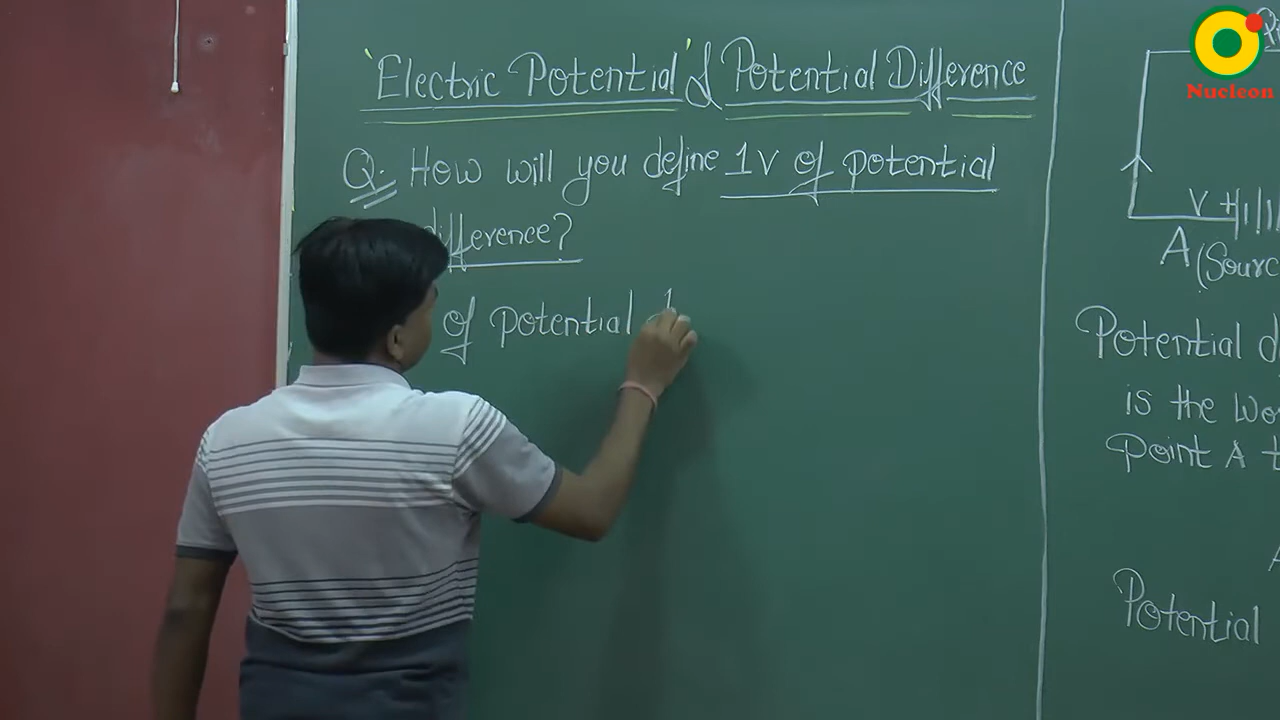 'Electric Potential' & Potential Difference
Q. How will you define 1V of potential
difference?
of potential d
V
A (Sourc
Potential d
is the wo
point A t
Potential
Nucleon